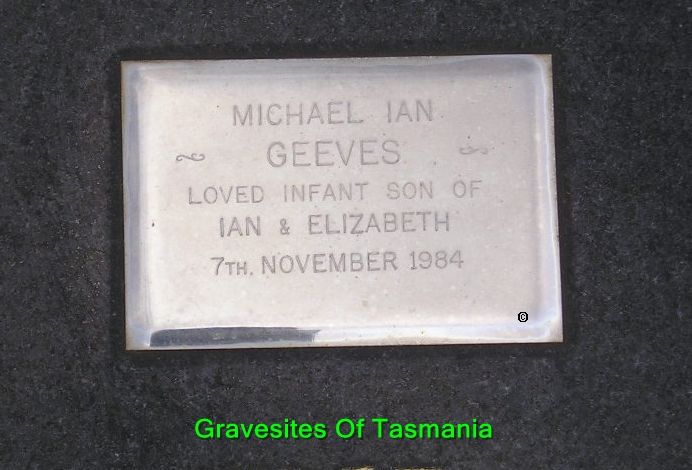 MICHAEL IAN
GEEVES
LOVED INFANT SON OF
IAN & ELIZABETH
7TH. NOVEMBER 1984
©
Gravesites Of Tasmania